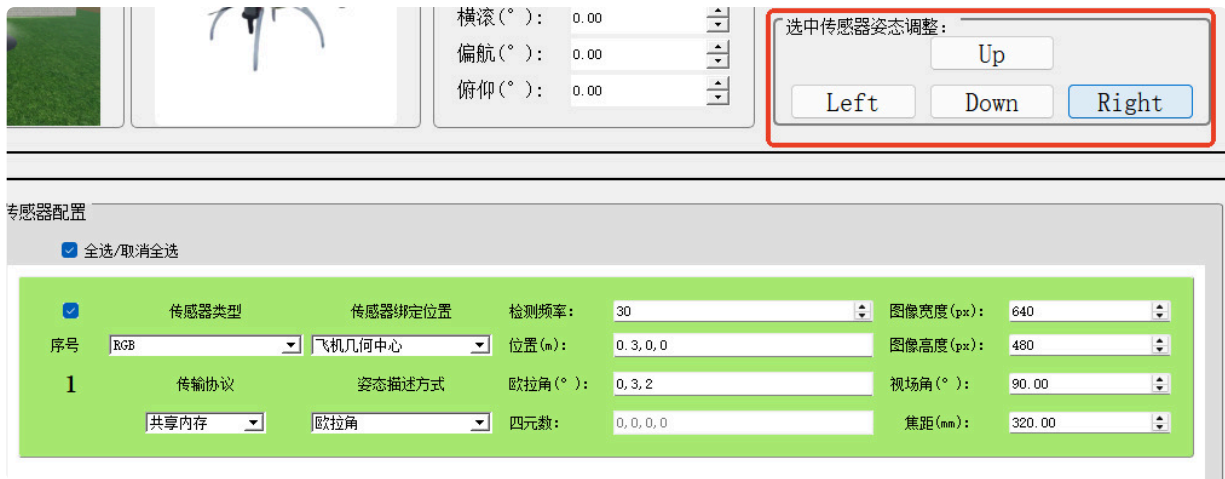 横滚(° ): 0.00
偏航(° ): 0.00
俯仰(° ): 0.00
选中传感器姿态调整:
Up
Left Down Right
传感器配置
全选/取消全选
传感器类型 传感器绑定位置 检测频率: 30 图像宽度(px): 640
序号 RGB 飞机几何中心 位置(m): 0.3,0,0 图像高度(px): 480
1 传输协议 姿态描述方式 欧拉角(° ): 0,3,2 视场角(° ): 90.00
共享内存 欧拉角 四元数: 0,0,0,0 焦距(mm): 320.00